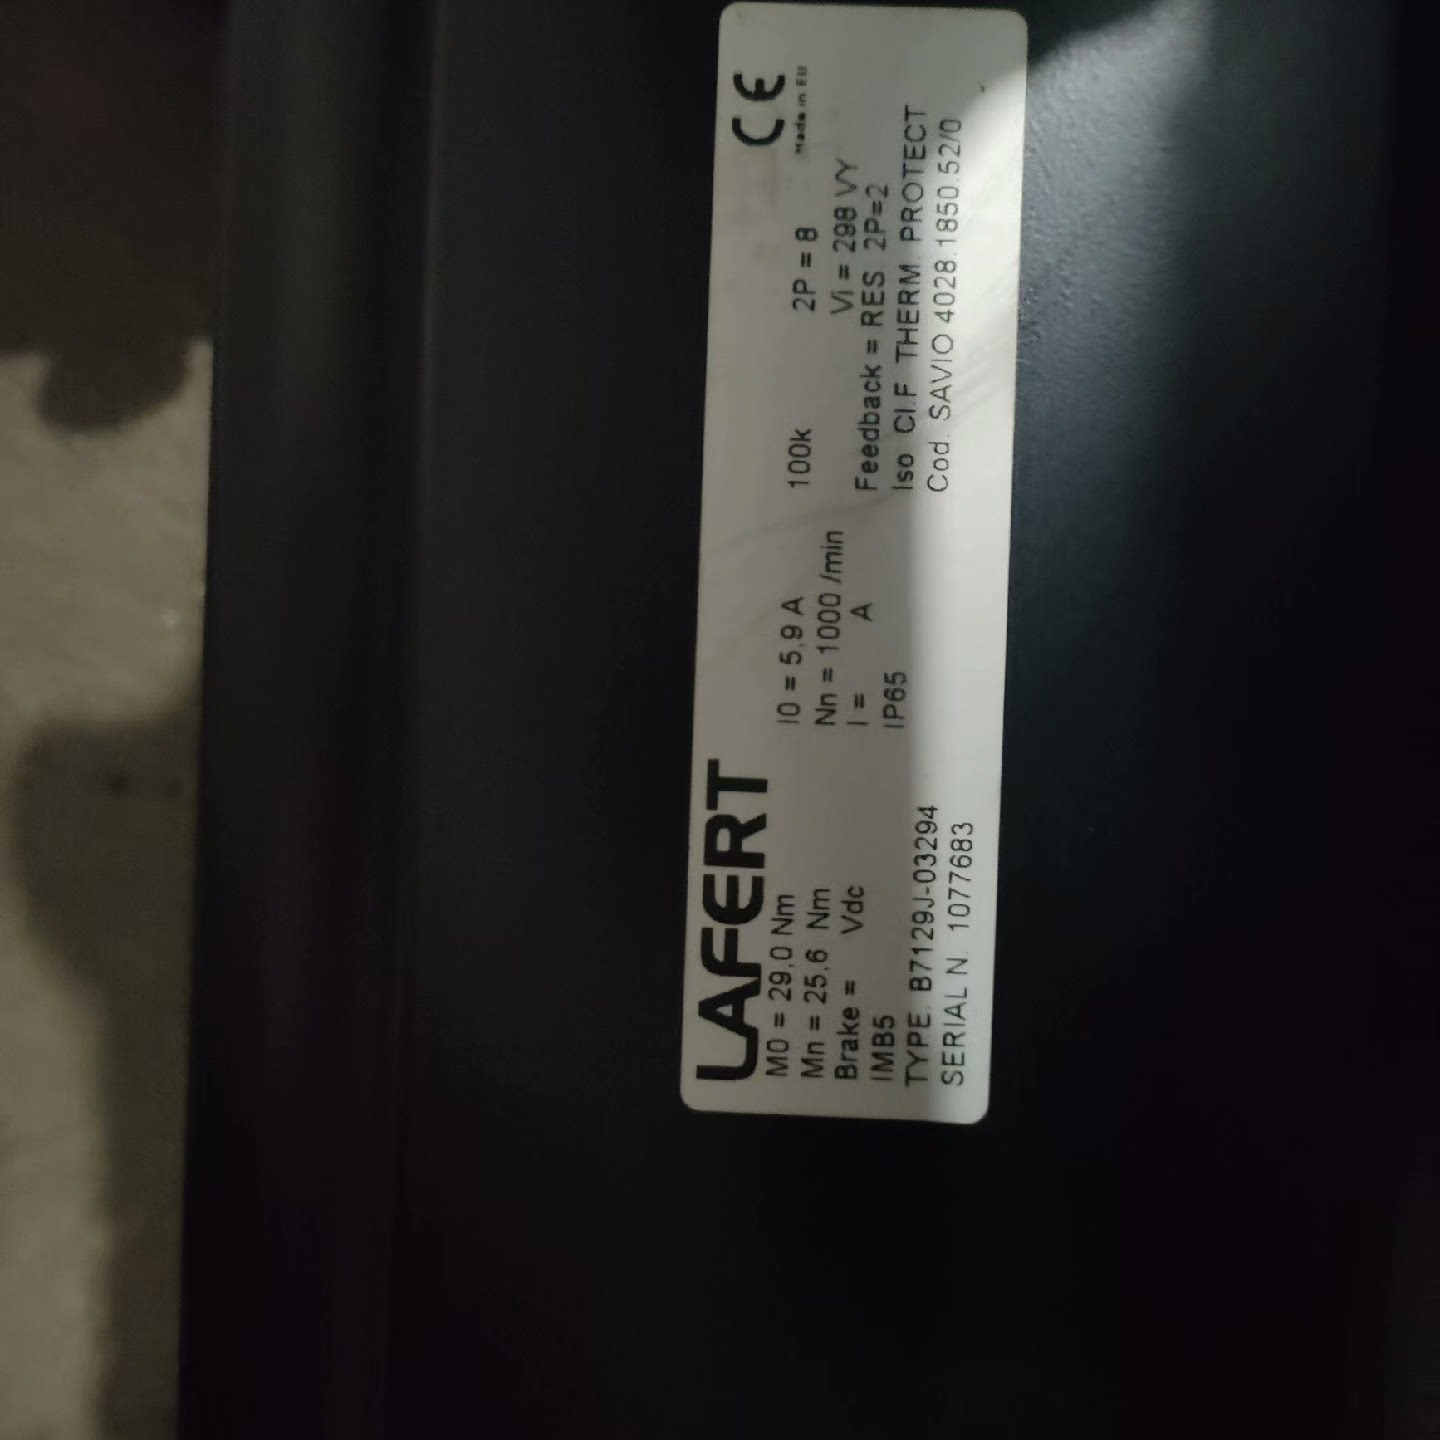 LAFERT CE
Made in EU
M0 = 29,0 Nm I0 = 5,9 A 100k 2P = 8
Mn = 25,6 Nm Nn = 1000 /min Vi = 298 VY
Brake = Vdc I = A Feedback = RES. 2P=2
IMB5 IP65 Iso Cl.F THERM. PROTECT
TYPE. B7129J-03294 Cod. SAVIO 4028.1850.52/0
SERIAL N. 1077683